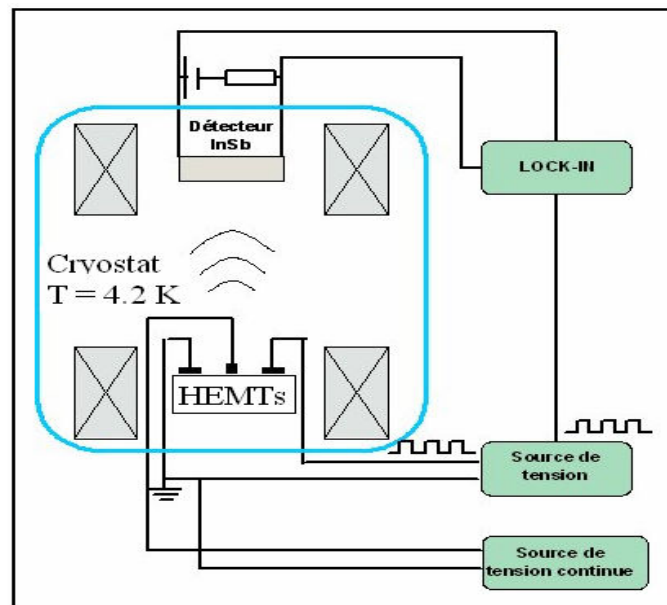 Détecteur
InSb
LOCK-IN
Cryostat
T = 4.2 K
HEMTs
Source de
tension
Source de
tension continue